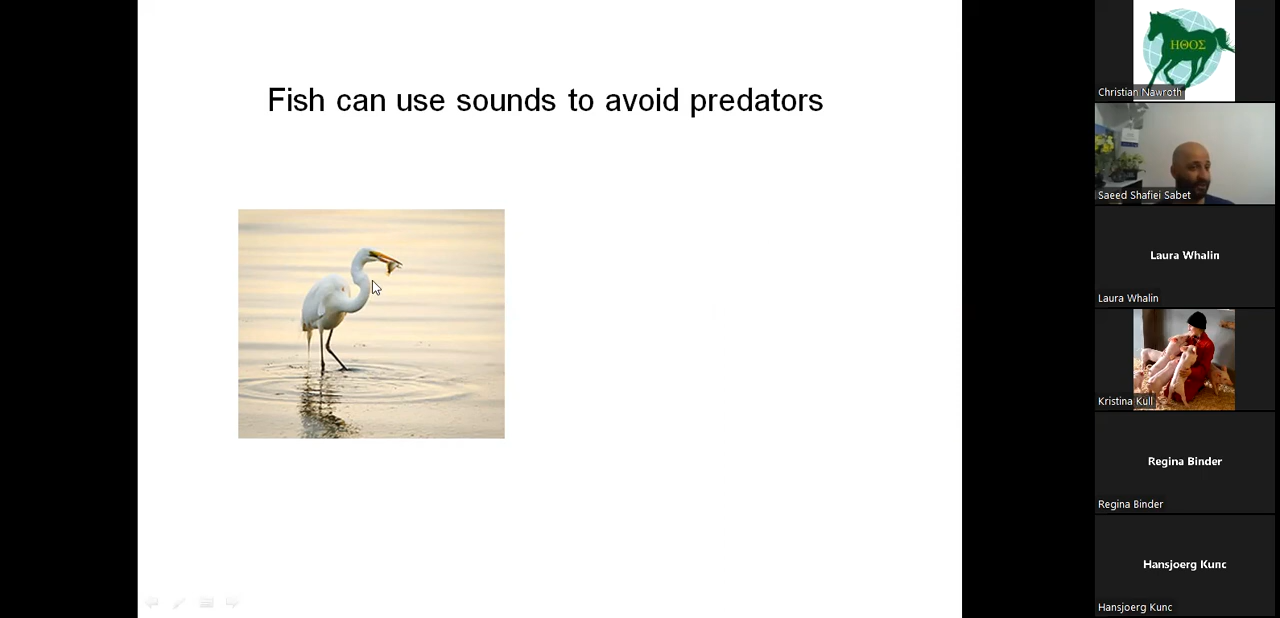 Fish can use sounds to avoid predators
ΗΘΟΣ
Christian Nawroth
Saeed Shafiei Sabet
Laura Whalin
Laura Whalin
Kristina Kull
Regina Binder
Regina Binder
Hansjoerg Kunc
Hansjoerg Kunc